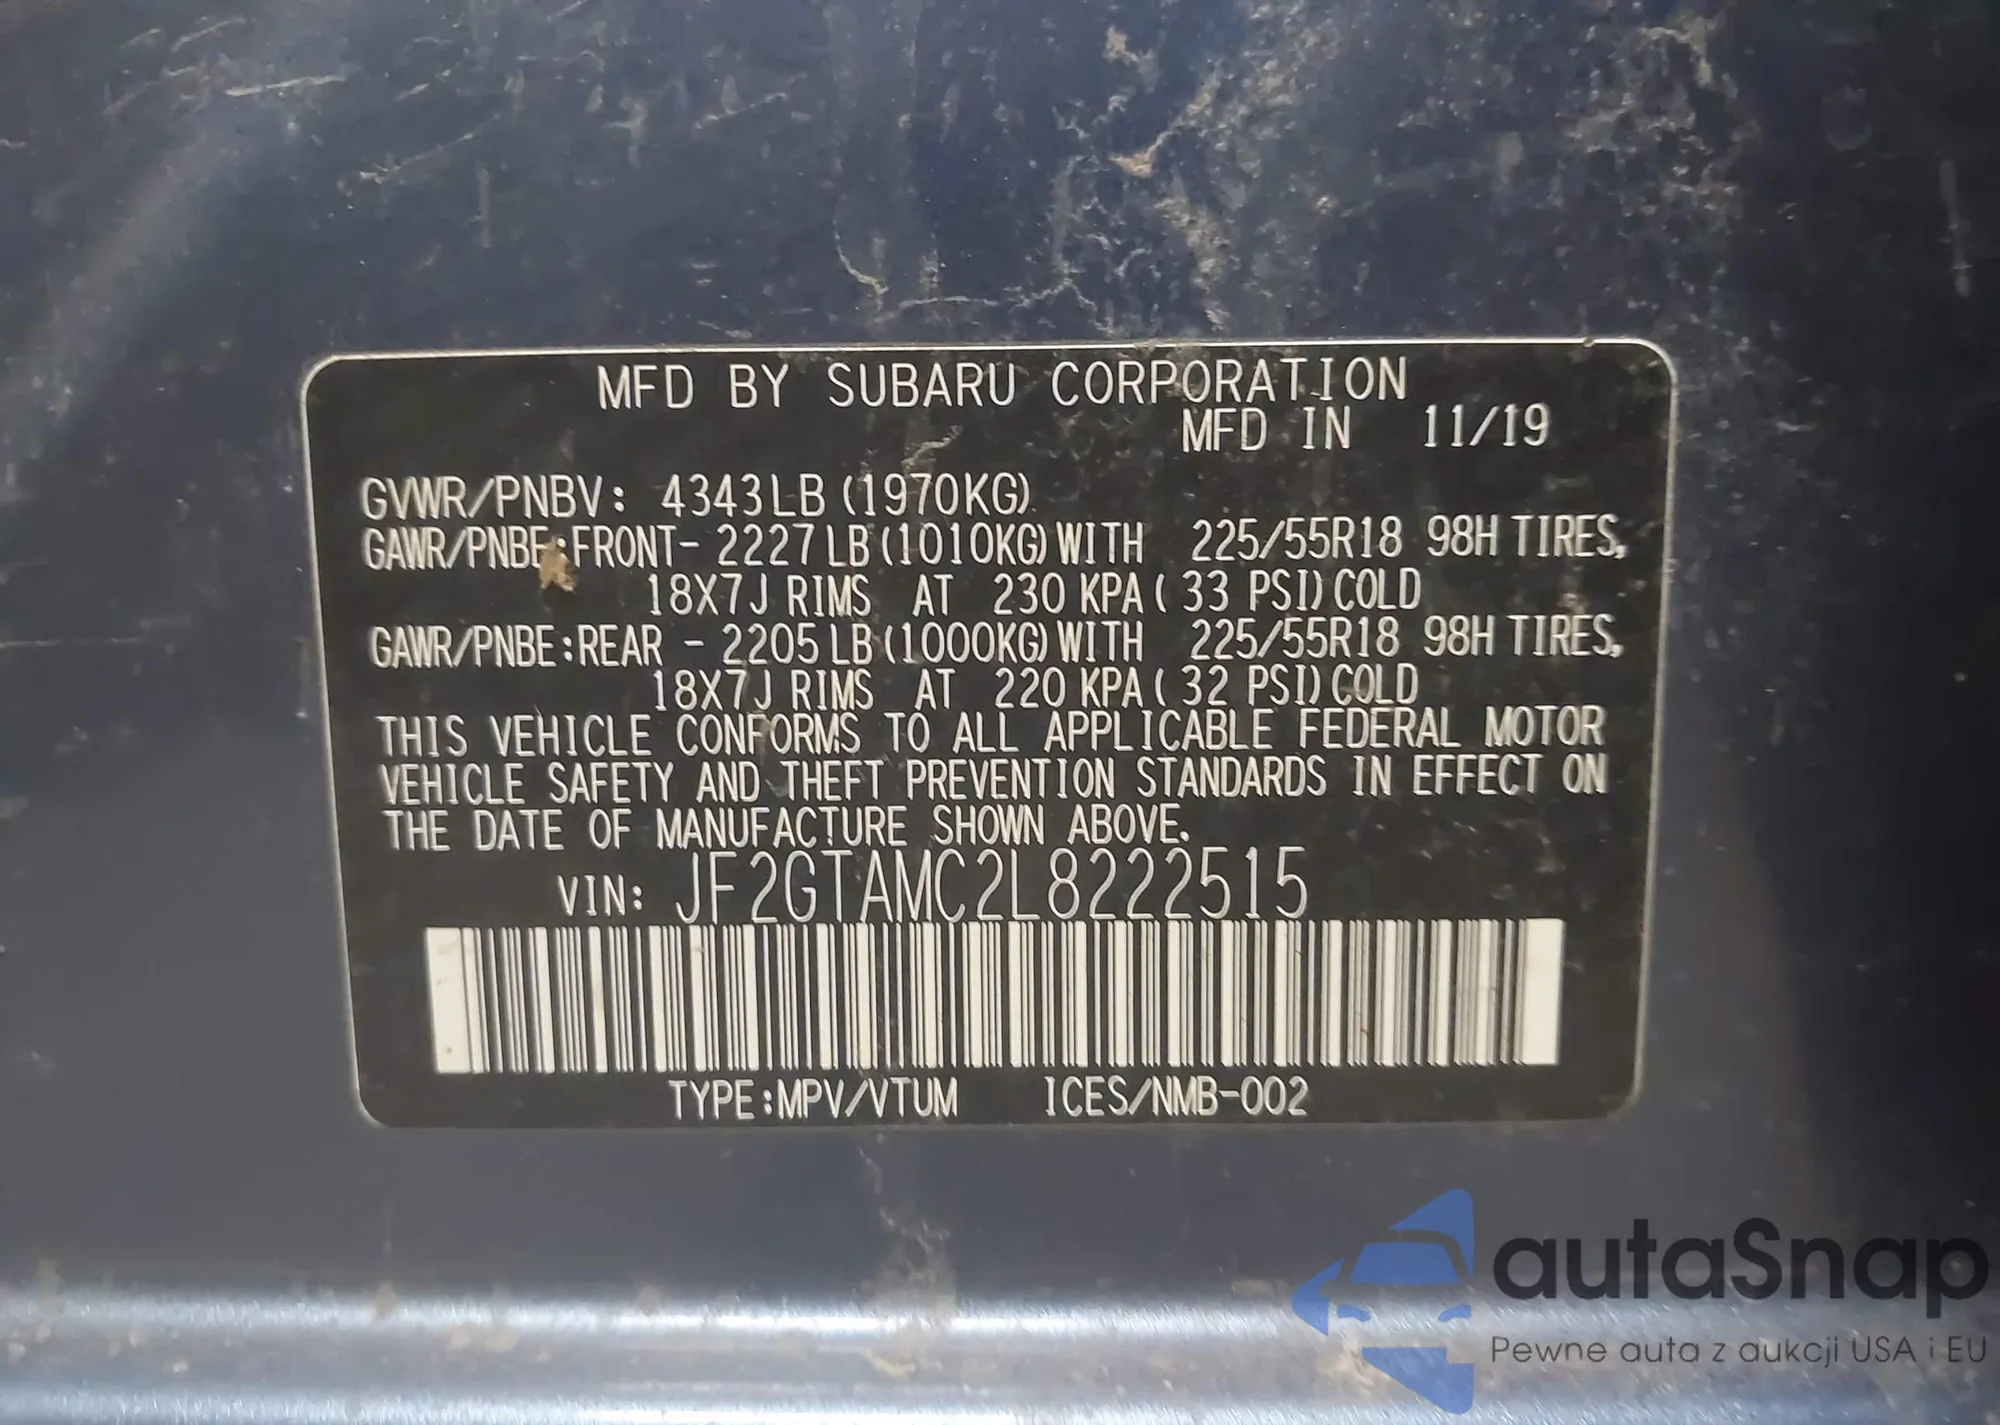 MFD BY SUBARU CORPORATION
MFD IN 11/19
GVWR/PNBV: 4343LB (1970KG)
GAWR/PNBE:FRONT- 2227LB(1010KG)WITH 225/55R18 98H TIRES,
18X7J RIMS AT 230 KPA( 33 PSI)COLD
GAWR/PNBE:REAR - 2205LB(1000KG)WITH 225/55R18 98H TIRES,
18X7J RIMS AT 220 KPA( 32 PSI)COLD
THIS VEHICLE CONFORMS TO ALL APPLICABLE FEDERAL MOTOR
VEHICLE SAFETY AND THEFT PREVENTION STANDARDS IN EFFECT ON
THE DATE OF MANUFACTURE SHOWN ABOVE.
VIN: JF2GTAMC2L8222515
TYPE:MPV/VTUM ICES/NMB-002
autaSnap
Pewne auta z aukcji USA i EU